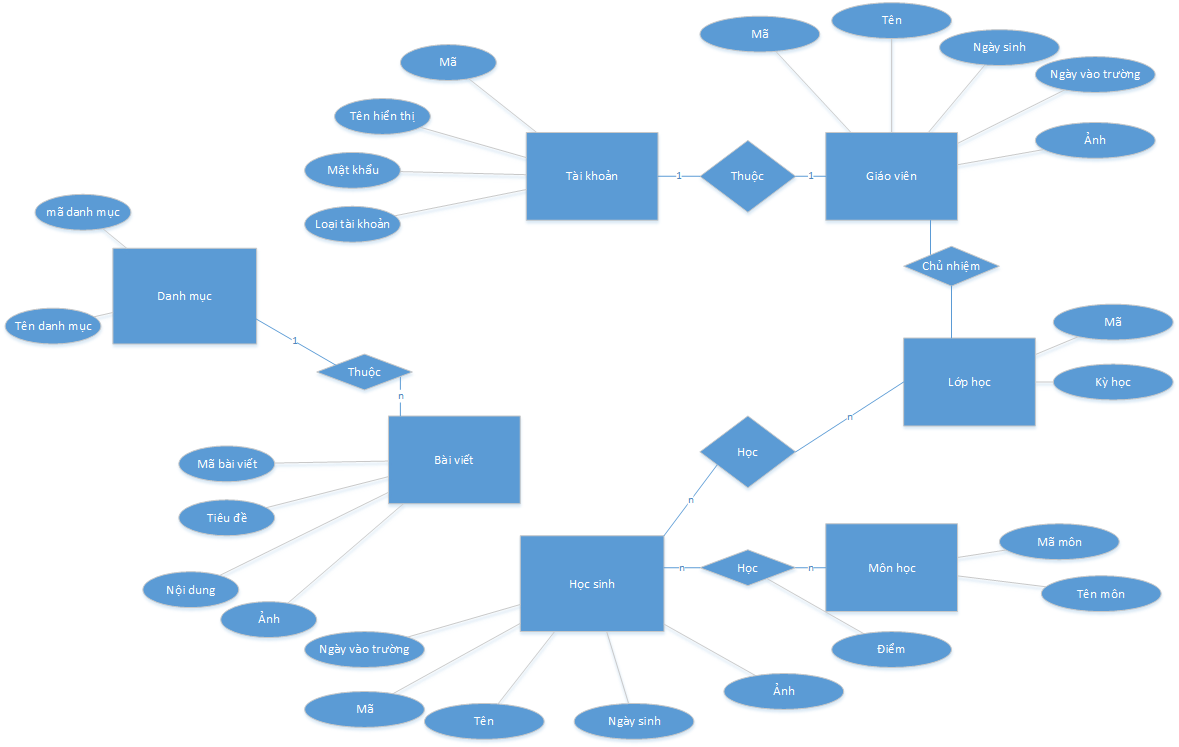 Tên
Mã
Ngày sinh
Mã
Ngày vào trường
Tên hiển thị
Ảnh
Mật khẩu
Tài khoản
1
Thuộc
1
Giáo viên
mã danh mục
Loại tài khoản
Chủ nhiệm
Danh mục
Tên danh mục
Mã
1
Thuộc
Lớp học
Kỳ học
n
n
Học
Bài viết
Mã bài viết
n
Tiêu đề
Mã môn
n
Học
n
Môn học
Học sinh
Nội dung
Tên môn
Ảnh
Ngày vào trường
Điểm
Ảnh
Mã
Tên
Ngày sinh